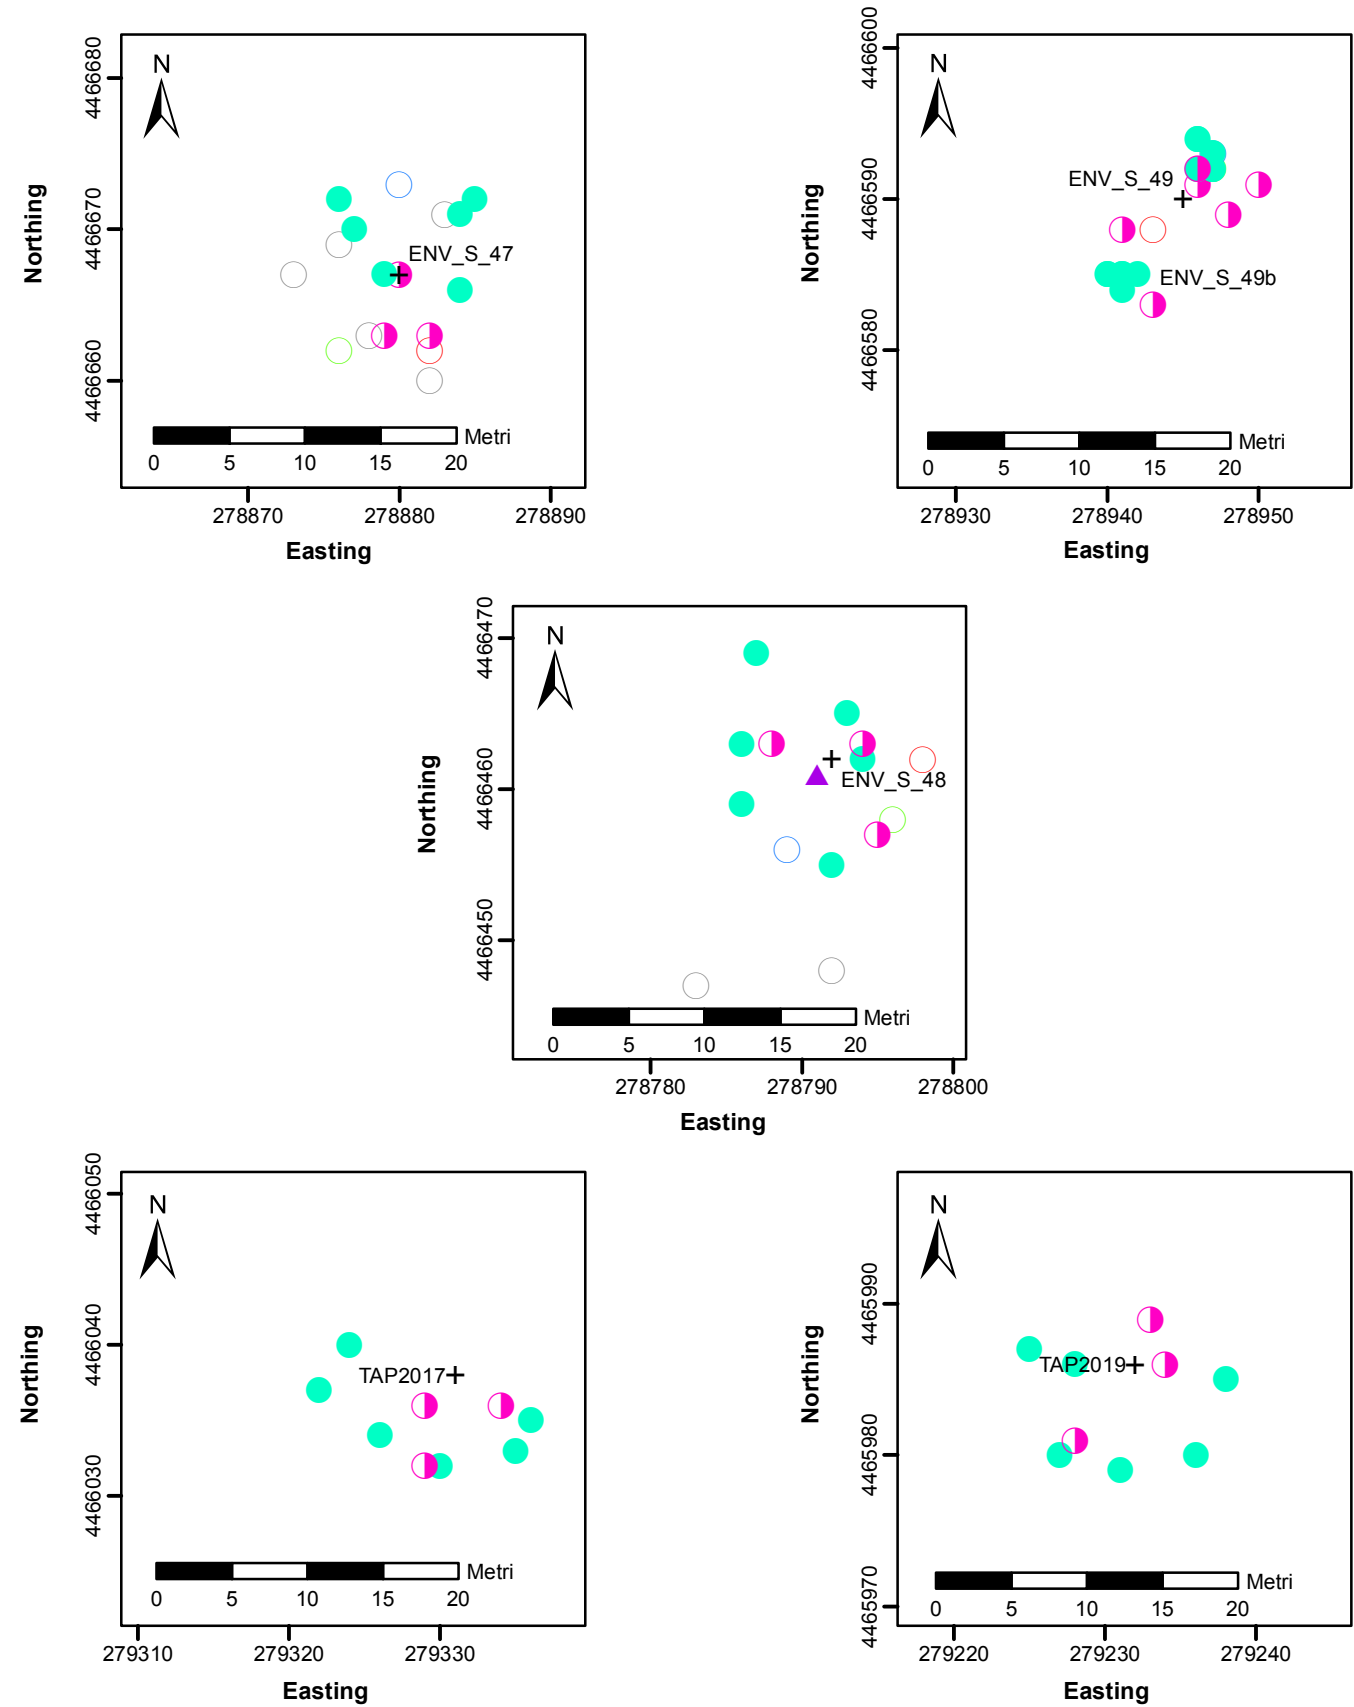 N
4466680
4466670
4466660
Northing
ENV_S_47
Metri
0 5 10 15 20
278870 278880 278890
Easting
N
4466600
4466590
4466580
Northing
ENV_S_49
ENV_S_49b
Metri
0 5 10 15 20
278930 278940 278950
Easting
N
4466470
4466460
4466450
Northing
ENV_S_48
Metri
0 5 10 15 20
278780 278790 278800
Easting
N
4466050
4466040
4466030
Northing
TAP2017
Metri
0 5 10 15 20
279310 279320 279330
Easting
N
4465990
4465980
4465970
Northing
TAP2019
Metri
0 5 10 15 20
279220 279230 279240
Easting